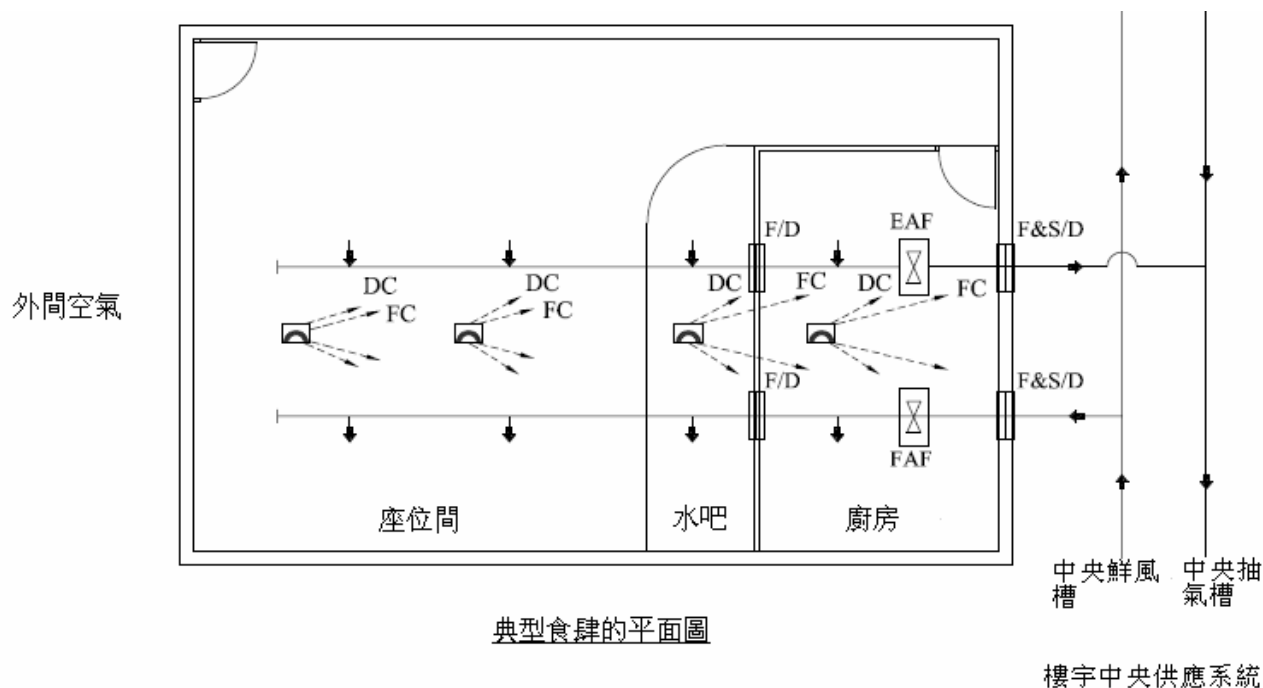 F/D
EAF
F&S/D
DC
FC
DC
FC
DC
FC
DC
FC
外間空氣
F/D
F&S/D
FAF
座位間
水吧
廚房
中央鮮風
槽
中央抽
氣槽
典型食肆的平面圖
樓宇中央供應系統